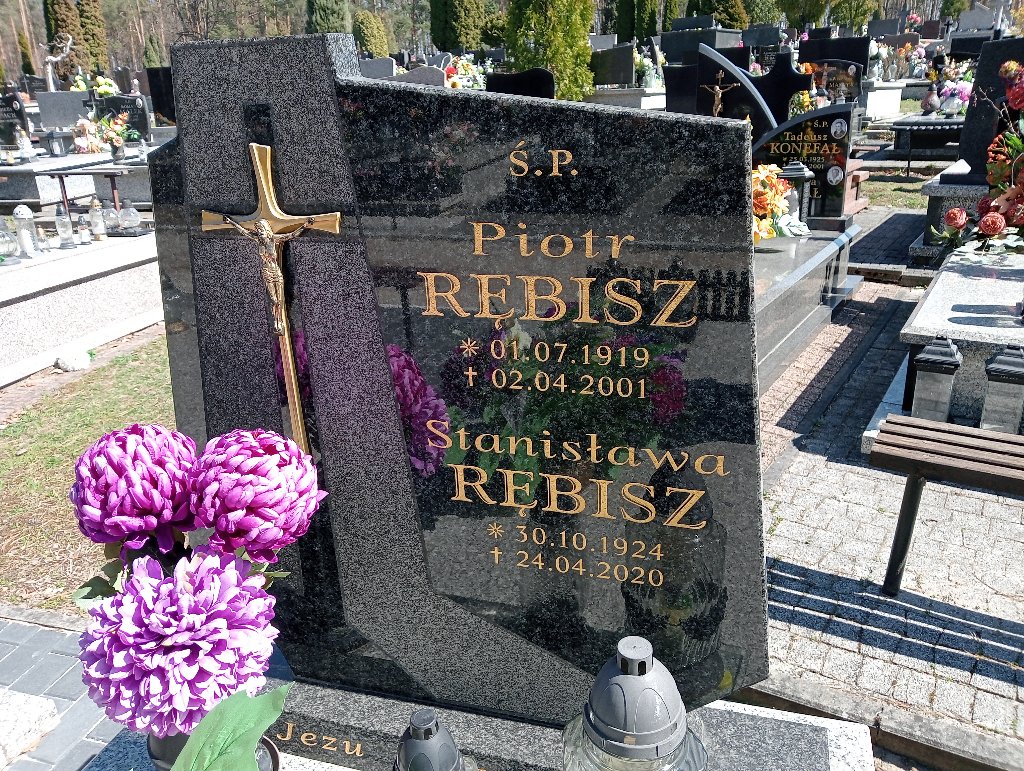 Ś.P.
Piotr
RĘBISZ
* 01.07.1919
† 02.04.2001
Stanisława
RĘBISZ
* 30.10.1924
† 24.04.2020
Jezu
Ś.P.
Tadeusz
KONEFAŁ
2001